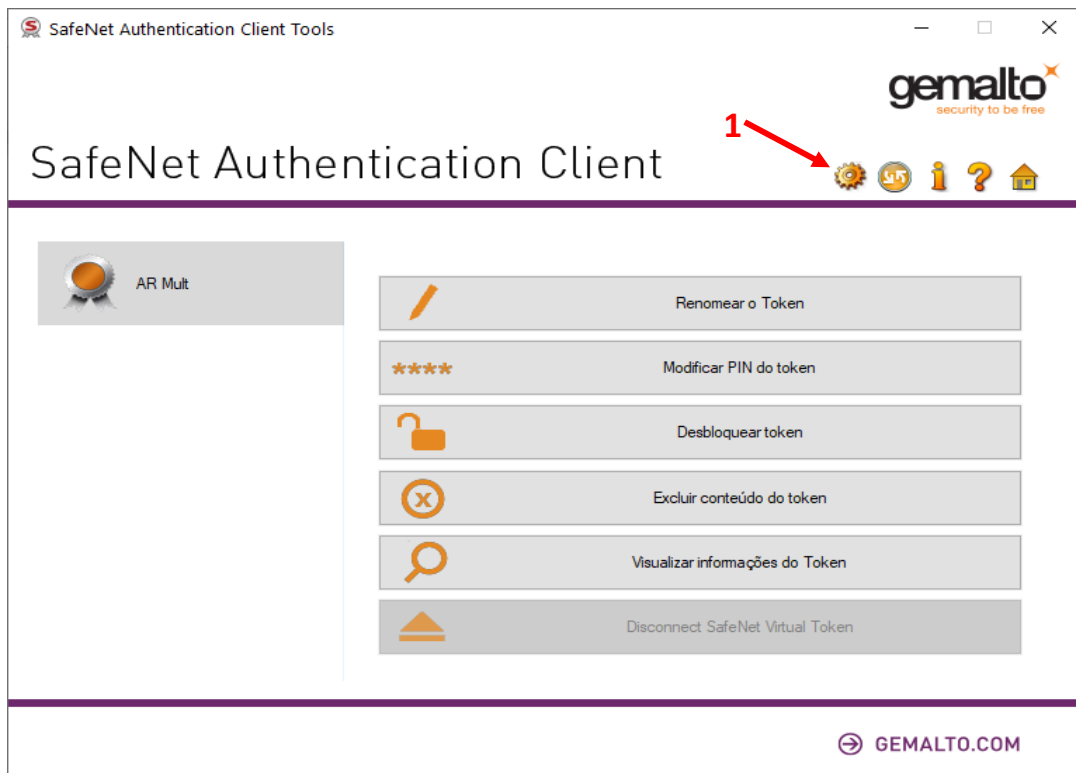 SafeNet Authentication Client Tools
gemalto
security to be free
1
SafeNet Authentication Client
AR Mult
Renomear o Token
****
Modificar PIN do token
Desbloquear token
Excluir conteúdo do token
Visualizar informações do Token
Disconnect SafeNet Virtual Token
GEMALTO.COM